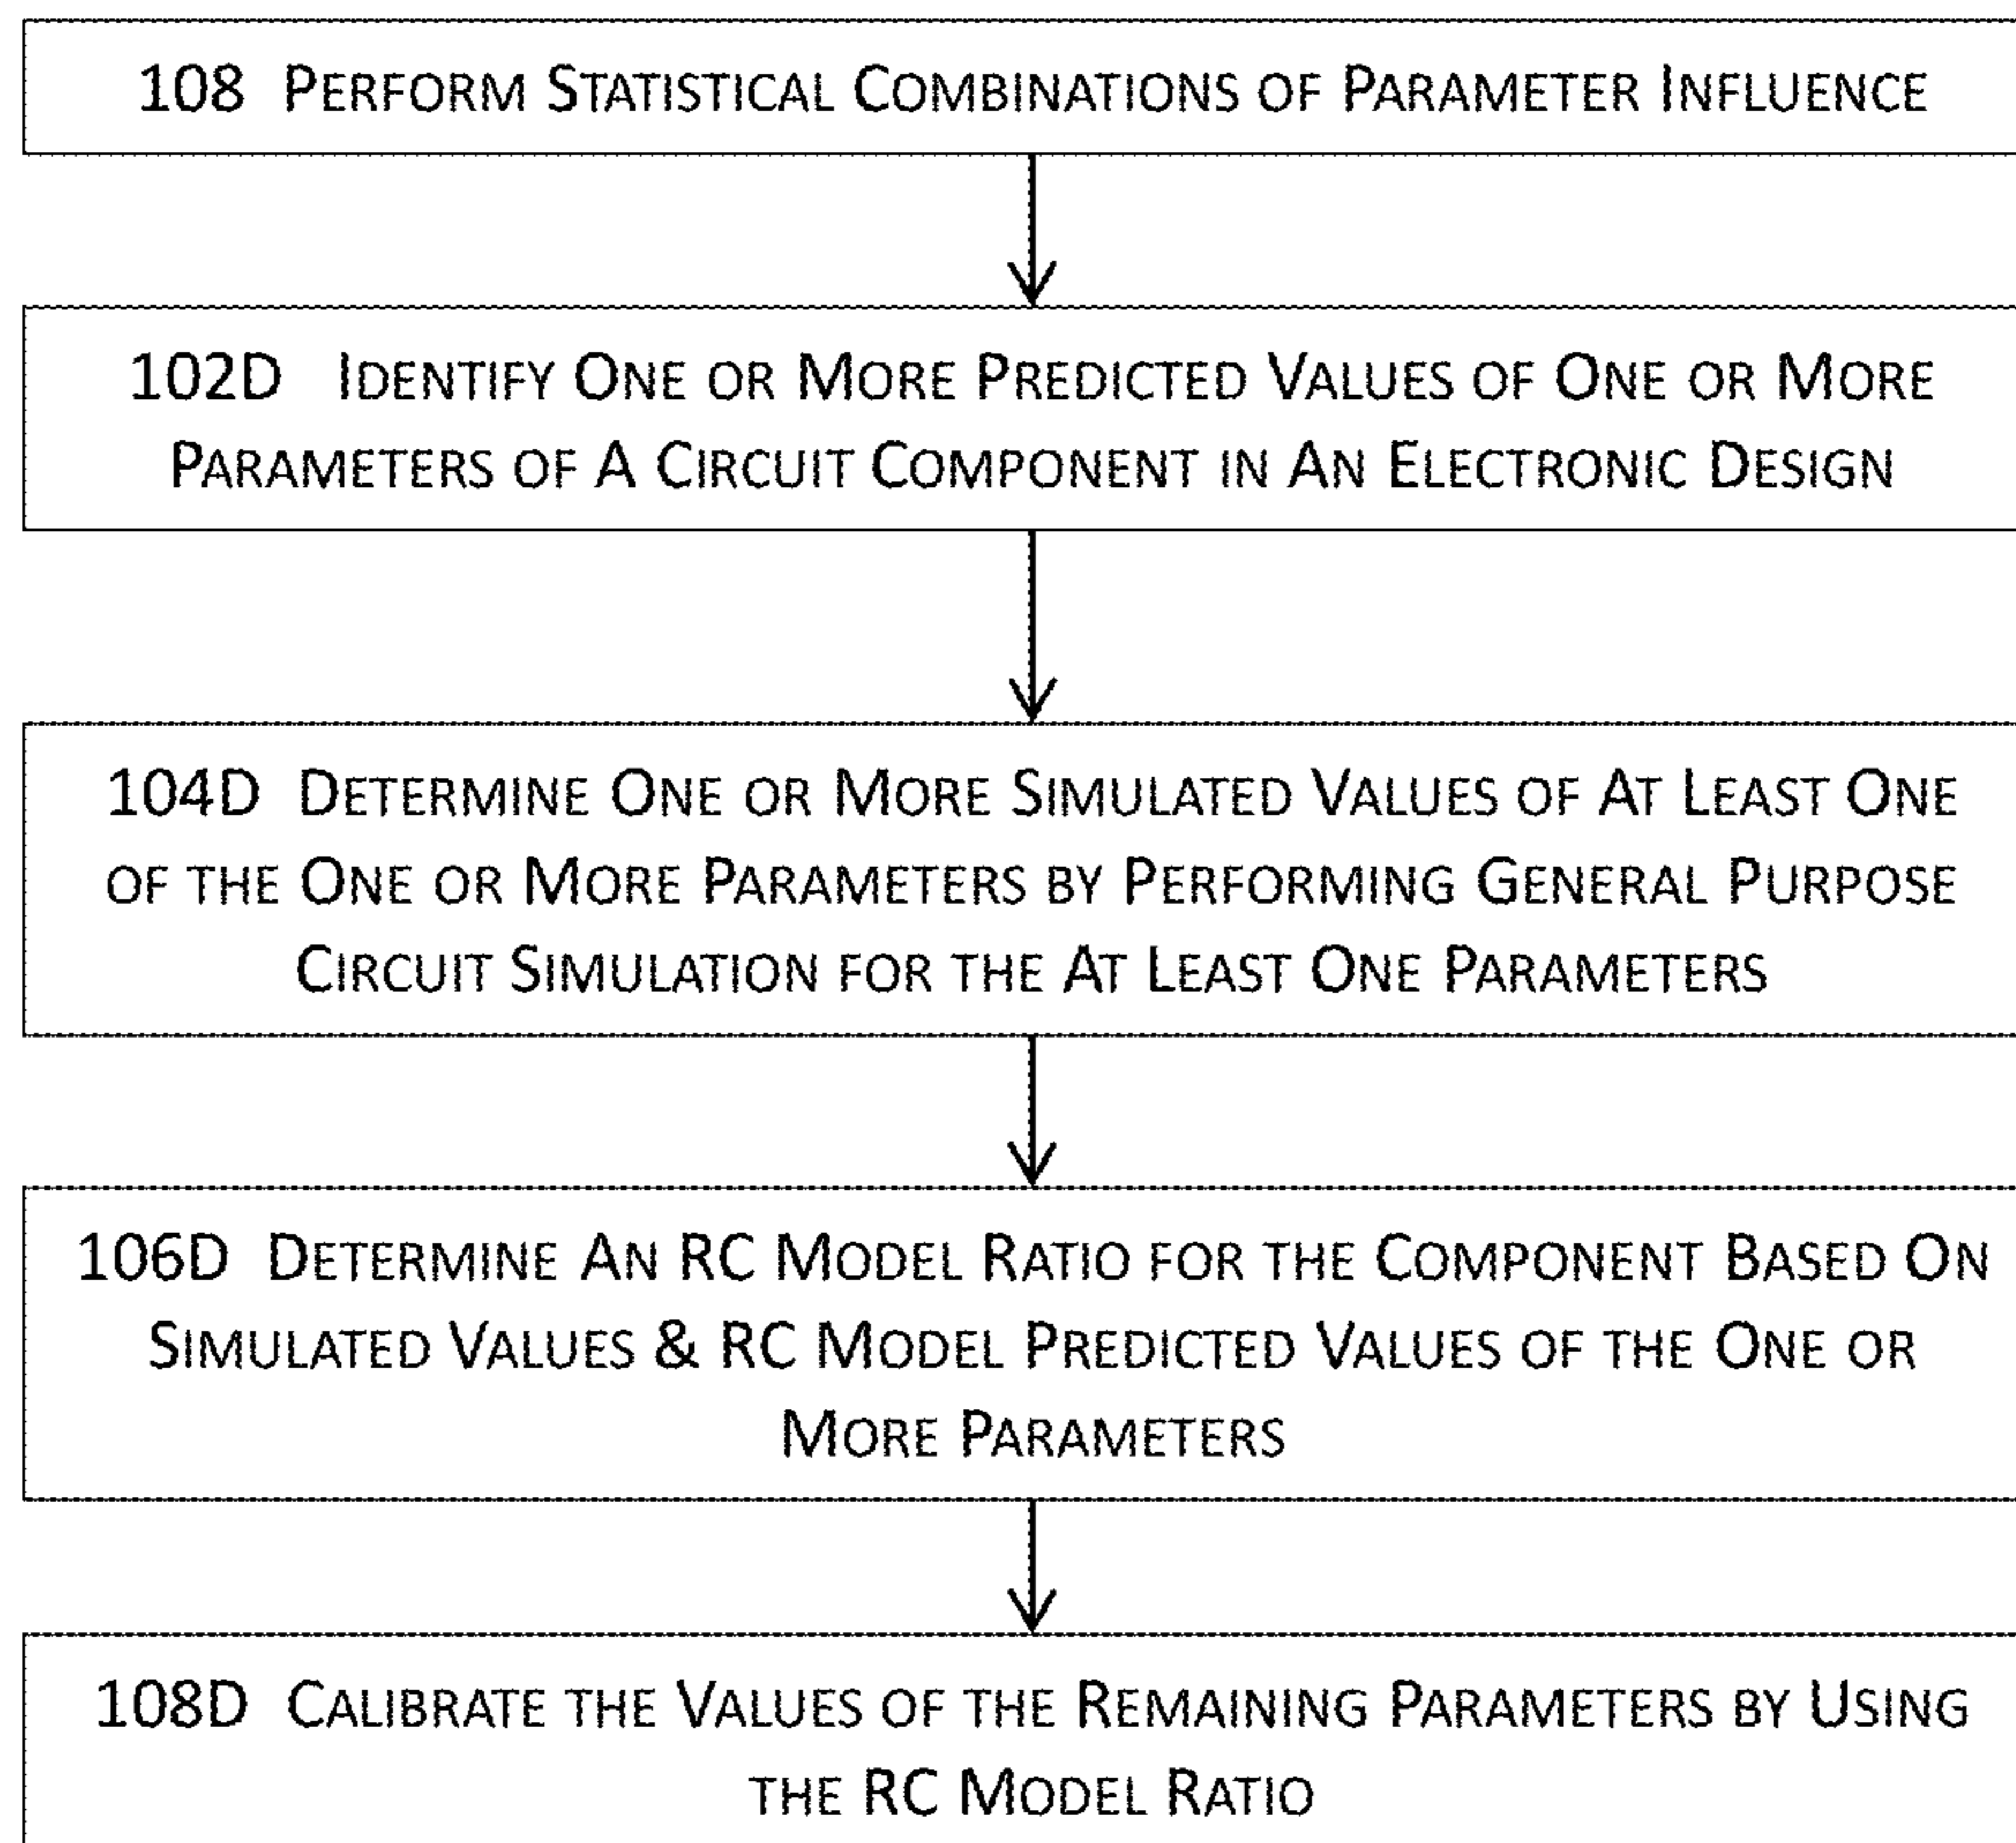 108 Perform Statistical Combinations of Parameter Influence
102D Identify One or More Predicted Values of One or More
Parameters of A Circuit Component in An Electronic Design
104D Determine One or More Simulated Values of At Least One
of the One or More Parameters by Performing General Purpose
Circuit Simulation for the At Least One Parameters
106D Determine An RC Model Ratio for the Component Based On
Simulated Values & RC Model Predicted Values of the One or
More Parameters
108D Calibrate the Values of the Remaining Parameters by Using
the RC Model Ratio